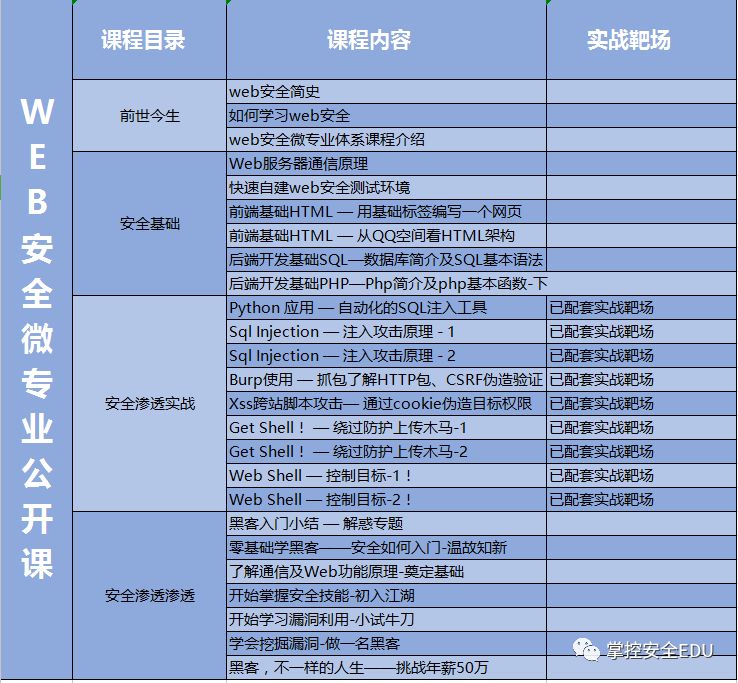 WEB安全微专业公开课
课程目录 课程内容 实战靶场
前世今生
web安全简史
如何学习web安全
web安全微专业体系课程介绍
安全基础
Web服务器通信原理
快速自建web安全测试环境
前端基础HTML — 用基础标签编写一个网页
前端基础HTML — 从QQ空间看HTML架构
后端开发基础SQL—数据库简介及SQL基本语法
后端开发基础PHP—Php简介及php基本函数-下
安全渗透实战
Python 应用 — 自动化的SQL注入工具 已配套实战靶场
Sql Injection — 注入攻击原理 - 1 已配套实战靶场
Sql Injection — 注入攻击原理 - 2 已配套实战靶场
Burp使用 — 抓包了解HTTP包、CSRF伪造验证 已配套实战靶场
Xss跨站脚本攻击— 通过cookie伪造目标权限 已配套实战靶场
Get Shell！ — 绕过防护上传木马-1 已配套实战靶场
Get Shell！ — 绕过防护上传木马-2 已配套实战靶场
Web Shell — 控制目标-1！ 已配套实战靶场
Web Shell — 控制目标-2！ 已配套实战靶场
安全渗透渗透
黑客入门小结 — 解惑专题
零基础学黑客——安全如何入门-温故知新
了解通信及Web功能原理-奠定基础
开始掌握安全技能-初入江湖
开始学习漏洞利用-小试牛刀
学会挖掘漏洞-做一名黑客
黑客，不一样的人生——挑战年薪50万
掌控安全EDU